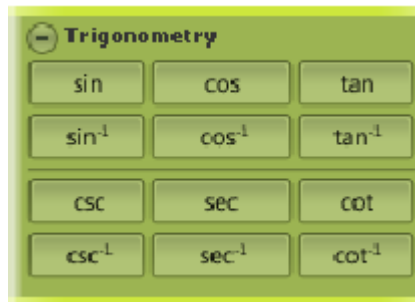 Trigonometry
sin cos tan
sin⁻¹ cos⁻¹ tan⁻¹
csc sec cot
csc⁻¹ sec⁻¹ cot⁻¹